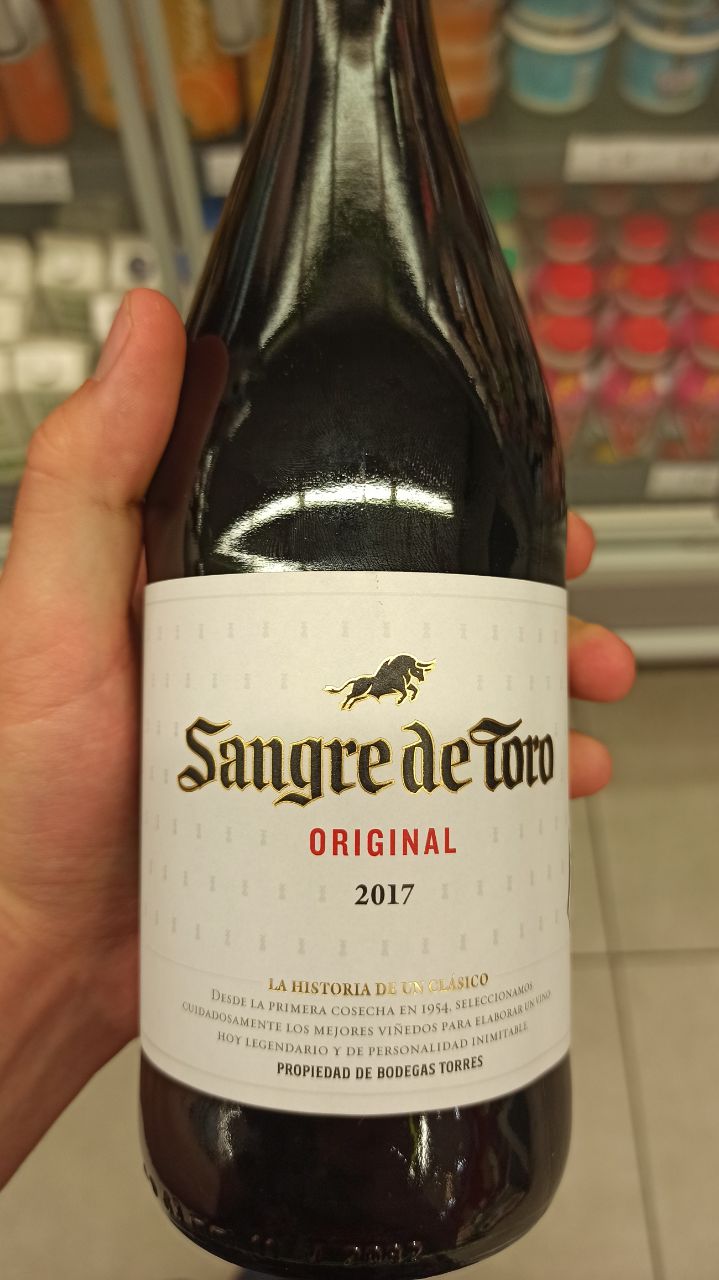 Sangre de Toro
ORIGINAL
2017
LA HISTORIA DE UN CLÁSICO
DESDE LA PRIMERA COSECHA EN 1954, SELECCIONAMOS
CUIDADOSAMENTE LOS MEJORES VIÑEDOS PARA ELABORAR UN VINO
HOY LEGENDARIO Y DE PERSONALIDAD INIMITABLE
PROPIEDAD DE BODEGAS TORRES